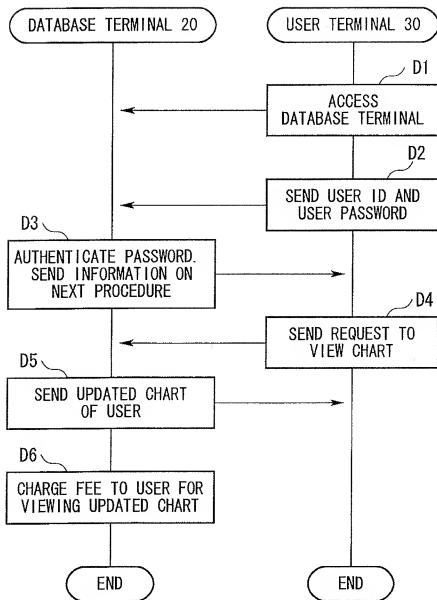 DATABASE TERMINAL 20
USER TERMINAL 30
D1
ACCESS
DATABASE TERMINAL
D2
SEND USER ID AND
USER PASSWORD
D3
AUTHENTICATE PASSWORD.
SEND INFORMATION ON
NEXT PROCEDURE
D4
SEND REQUEST TO
VIEW CHART
D5
SEND UPDATED CHART
OF USER
D6
CHARGE FEE TO USER FOR
VIEWING UPDATED CHART
END
END